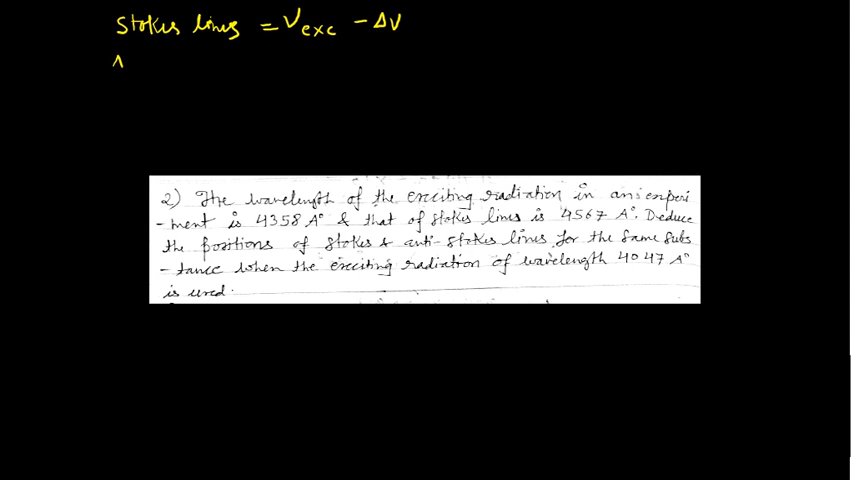 Stokes lines = νexc - Δν
A
2) The wavelength of the exciting radiation in an experi
-ment is 4358 A° & that of stokes lines is 4567 A°. Deduce
the positions of stokes & anti-stokes lines for the same subs
-tance when the exciting radiation of wavelength 4047 A°
is used.